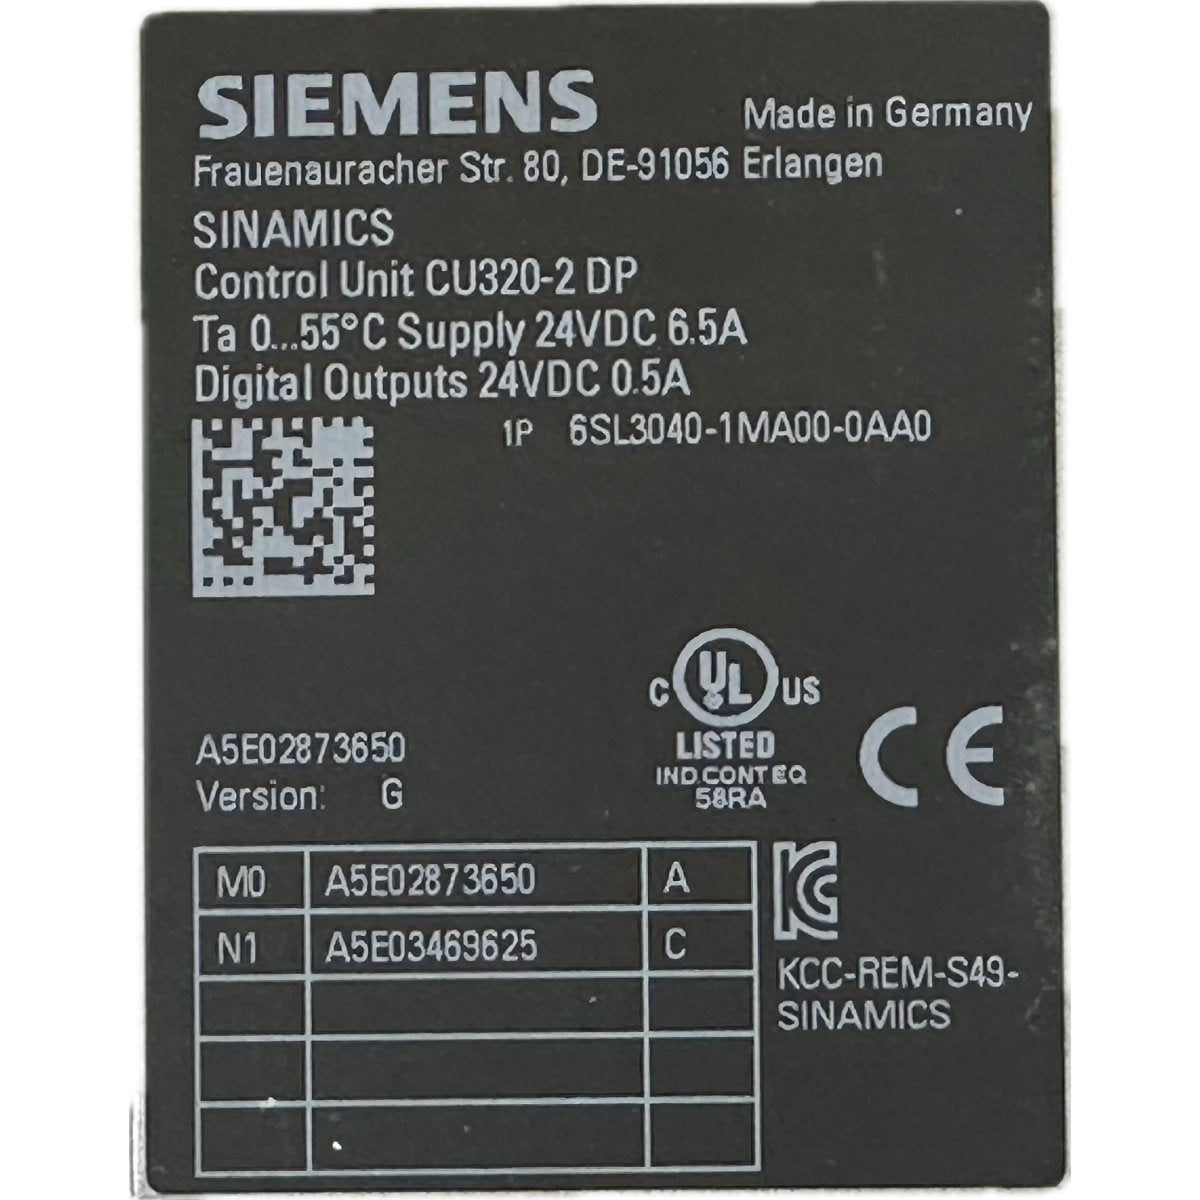 SIEMENS
Made in Germany
Frauenauracher Str. 80, DE-91056 Erlangen
SINAMICS
Control Unit CU320-2 DP
Ta 0...55°C Supply 24VDC 6.5A
Digital Outputs 24VDC 0.5A
1P 6SL3040-1MA00-0AA0
C UL US
LISTED
IND.CONT.EQ
58RA
CE
A5E02873650
Version: G
M0 A5E02873650 A
N1 A5E03469625 C
KC
KCC-REM-S49-
SINAMICS